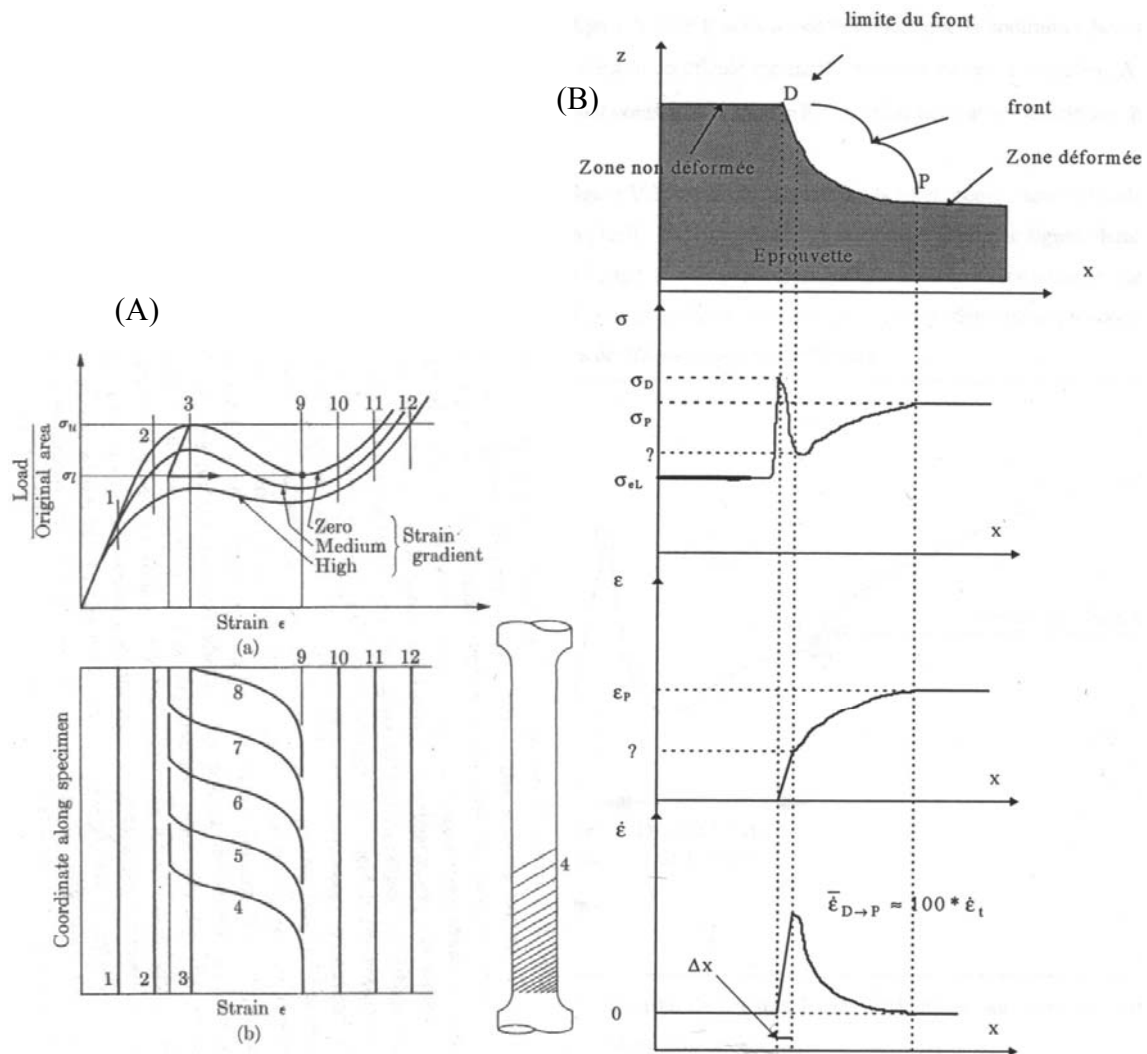 (A)
Load
Original area
σu
σl
1
2
3
9
10
11
12
Zero
Medium
High
Strain
gradient
Strain ϵ
(a)
9
10
11
12
8
7
6
5
4
1
2
3
Coordinate along specimen
Strain ϵ
(b)
4
(B)
limite du front
z
D
front
Zone non déformée
P
Zone déformée
Eprouvette
x
σ
σD
σP
?
σeL
x
ε
εP
?
x
ε̇
ε̇̄D→P ≈ 100 * ε̇t
Δx
0
x